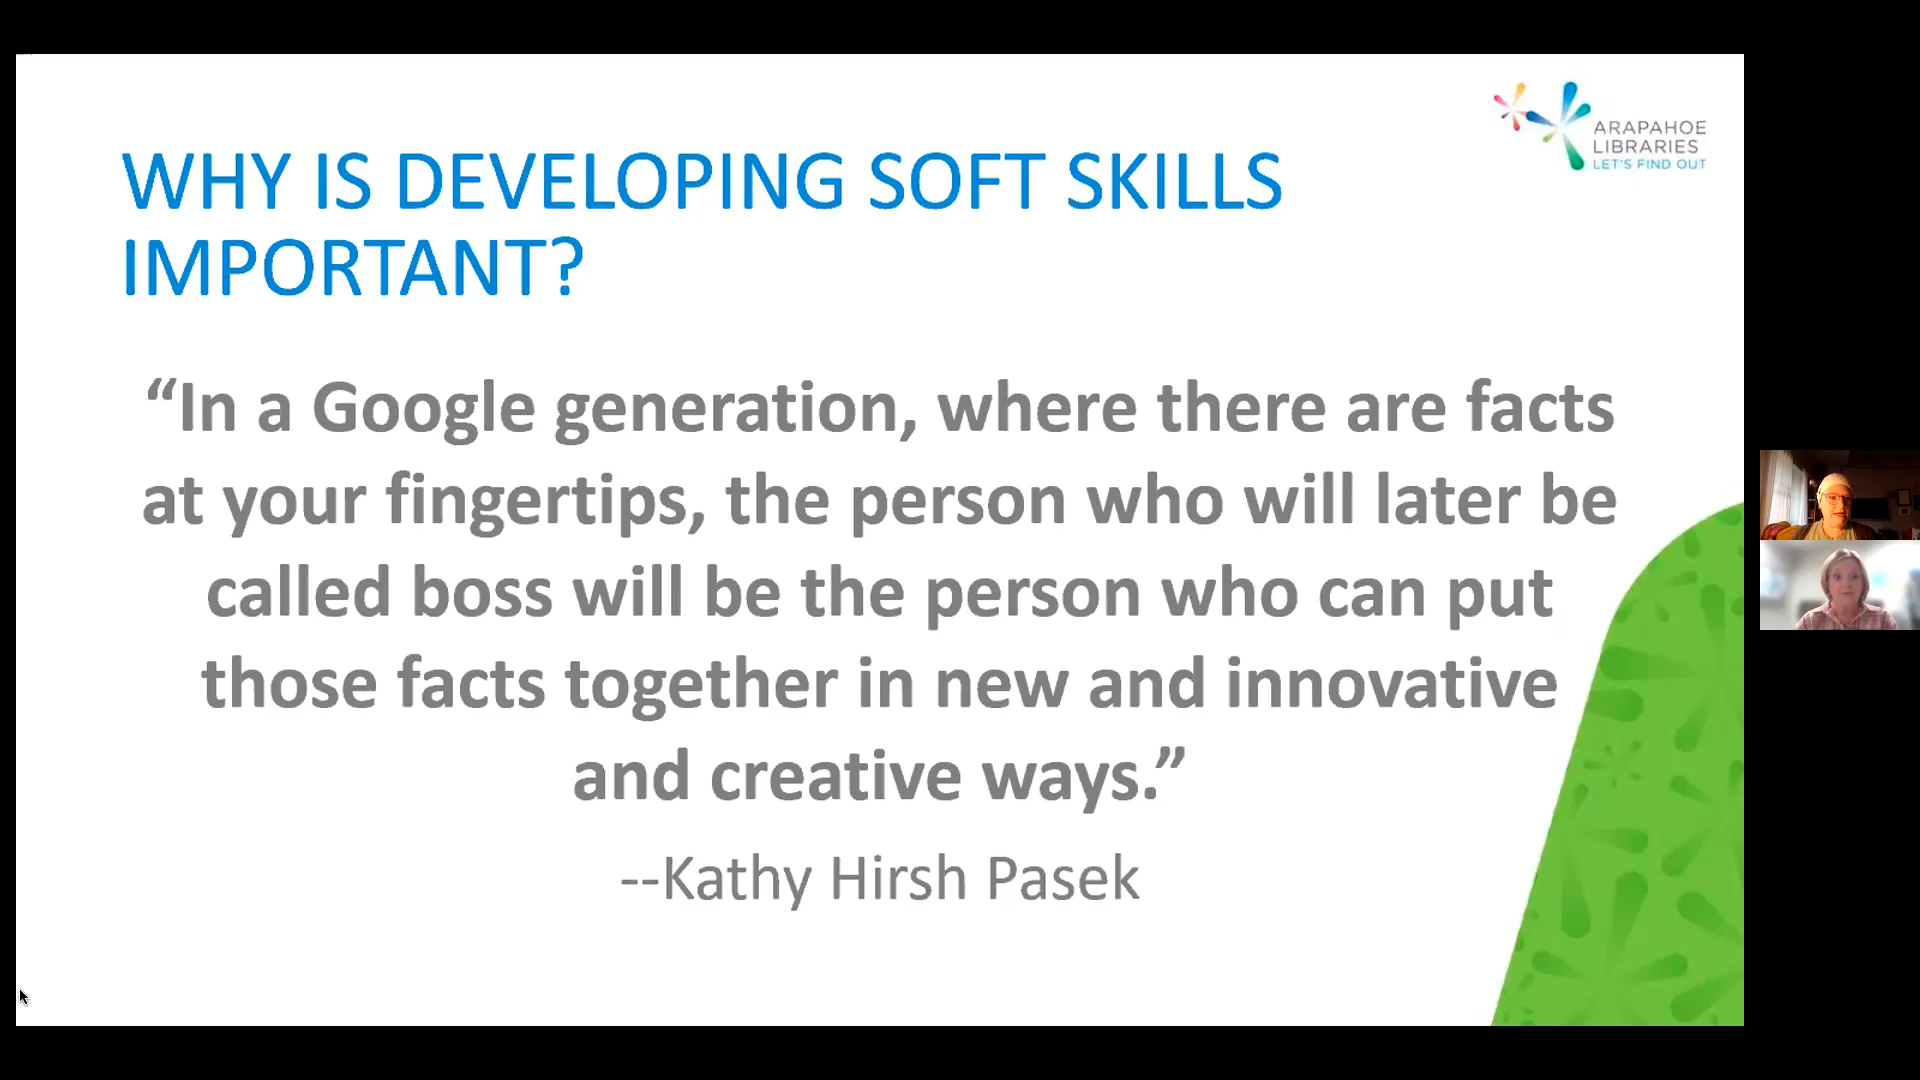 ARAPAHOE
LIBRARIES
LET'S FIND OUT
WHY IS DEVELOPING SOFT SKILLS
IMPORTANT?
“In a Google generation, where there are facts
at your fingertips, the person who will later be
called boss will be the person who can put
those facts together in new and innovative
and creative ways.”
--Kathy Hirsh Pasek